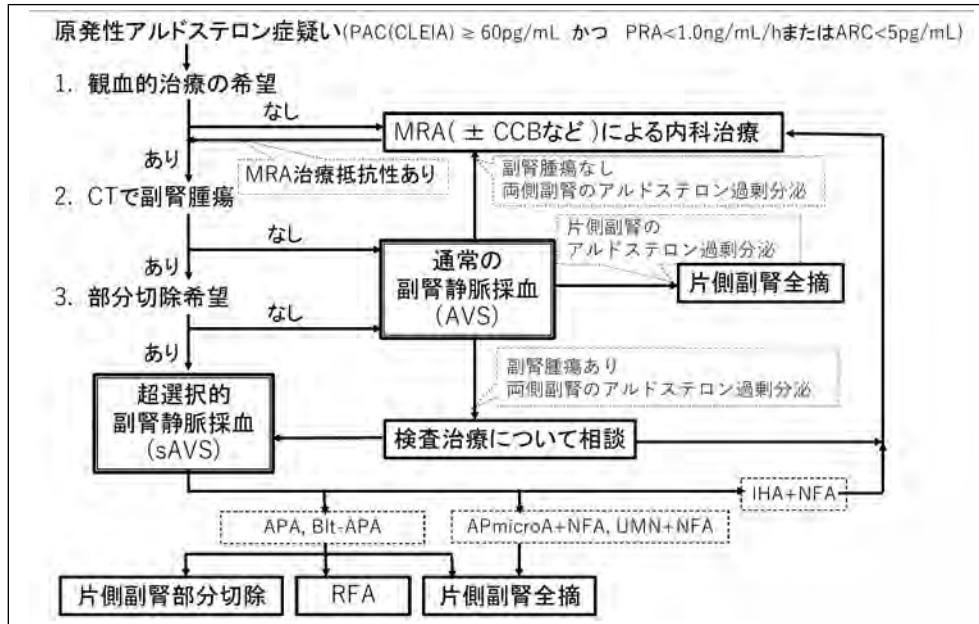 原発性アルドステロン症疑い(PAC(CLEIA) ≥ 60pg/mL かつ PRA<1.0ng/mL/hまたはARC<5pg/mL)
1. 観血的治療の希望
なし
MRA( ± CCBなど )による内科治療
あり
MRA治療抵抗性あり
副腎腫瘍なし
両側副腎のアルドステロン過剰分泌
2. CTで副腎腫瘍
なし
片側副腎の
アルドステロン過剰分泌
通常の
副腎静脈採血
(AVS)
片側副腎全摘
あり
3. 部分切除希望
なし
あり
副腎腫瘍あり
両側副腎のアルドステロン過剰分泌
超選択的
副腎静脈採血
(sAVS)
検査治療について相談
IHA+NFA
APA, Blt-APA
APmicroA+NFA, UMN+NFA
片側副腎部分切除
RFA
片側副腎全摘